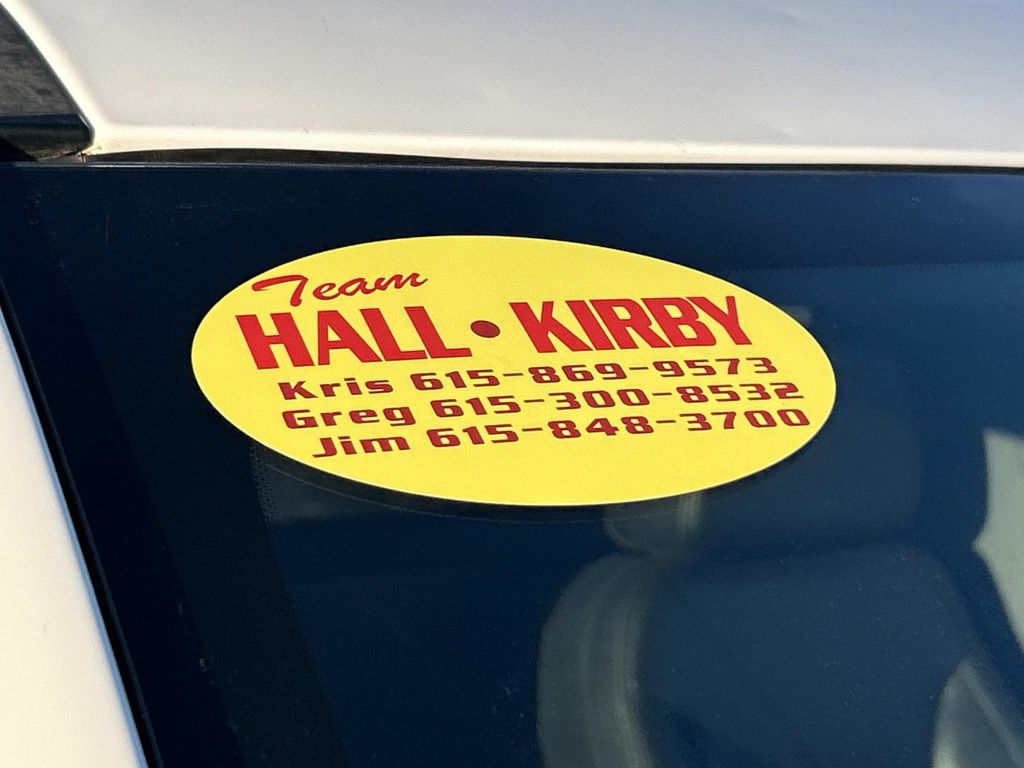 Team
HALL • KIRBY
Kris 615-869-9573
Greg 615-300-8532
Jim 615-848-3700